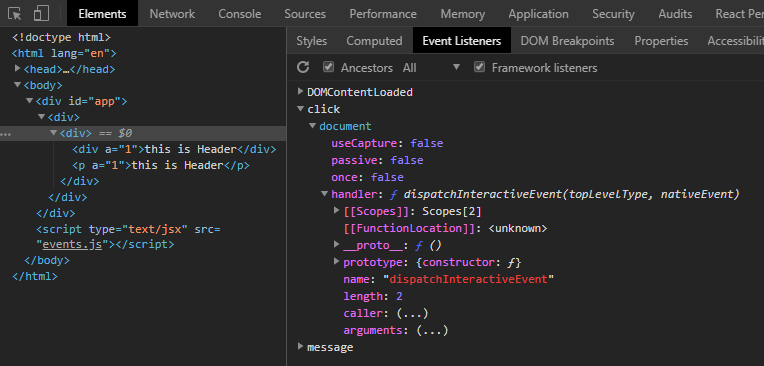 Elements Network Console Sources Performance Memory Application Security Audits React Per
<!doctype html>
<html lang="en">
<head>…</head>
<body>
<div id="app">
<div>
… <div> == $0
<div a="1">this is Header</div>
<p a="1">this is Header</p>
</div>
</div>
</div>
<script type="text/jsx" src=
"events.js"></script>
</body>
</html>
Styles Computed Event Listeners DOM Breakpoints Properties Accessibili
Ancestors All Framework listeners
DOMContentLoaded
click
document
useCapture: false
passive: false
once: false
handler: ƒ dispatchInteractiveEvent(topLevelType, nativeEvent)
[[Scopes]]: Scopes[2]
[[FunctionLocation]]: <unknown>
__proto__: ƒ ()
prototype: {constructor: ƒ}
name: "dispatchInteractiveEvent"
length: 2
caller: (...)
arguments: (...)
message